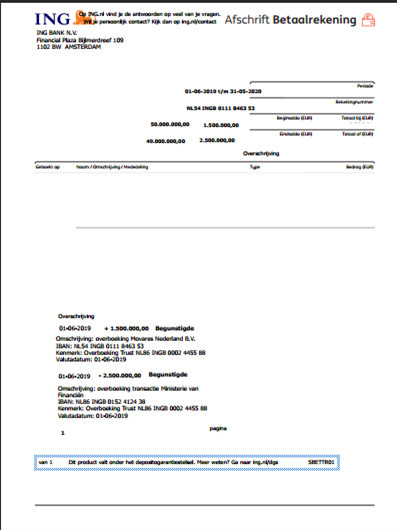 ING
Op ING.nl vind je de antwoorden op veel van je vragen.
Wil je persoonlijk contact? Kijk dan op ing.nl/contact
Afschrift Betaalrekening
ING BANK N.V.
Financial Plaza Bijlmerdreef 109
1102 BW AMSTERDAM
Periode
01-06-2019 t/m 31-05-2020
Rekeningnummer
NL54 INGB 0111 8463 53
Beginsaldo (EUR) Totaal bij (EUR)
50.000.000,00 1.500.000,00
Eindsaldo (EUR) Totaal af (EUR)
49.000.000,00 2.500.000,00
Overschrijving
Geboekt op Naam / Omschrijving / Mededeling Type Bedrag (EUR)
Overschrijving
01-06-2019 + 1.500.000,00 Begunstigde
Omschrijving: overboeking Movares Nederland B.V.
IBAN: NL54 INGB 0111 8463 53
Kenmerk: Overboeking Trust NL86 INGB 0002 4455 88
Valutadatum: 01-06-2019
01-06-2019 - 2.500.000,00 Begunstigde
Omschrijving: overboeking transactie Ministerie van
Financiën
IBAN: NL86 INGB 0152 4124 38
Kenmerk: Overboeking Trust NL86 INGB 0002 4455 88
Valutadatum: 01-06-2019
pagina
1
van 1 Dit product valt onder het depositogarantiestelsel. Meer weten? Ga naar ing.nl/dgs SBETTR01